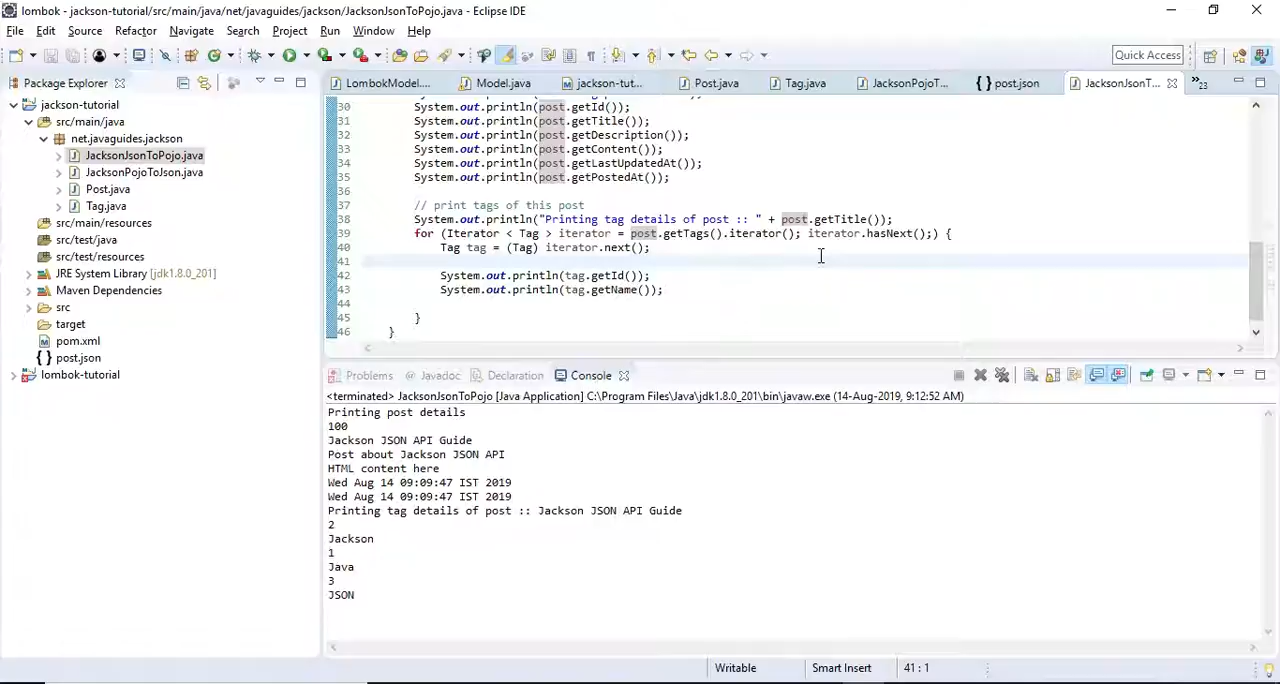 lombok - jackson-tutorial/src/main/java/net/javaguides/jackson/JacksonJsonToPojo.java - Eclipse IDE
File Edit Source Refactor Navigate Search Project Run Window Help
Quick Access
Package Explorer
LombokModel.... Model.java jackson-tut... Post.java Tag.java JacksonPojoT... { } post.json JacksonJsonT... »23
jackson-tutorial
src/main/java
net.javaguides.jackson
JacksonJsonToPojo.java
JacksonPojoToJson.java
Post.java
Tag.java
src/main/resources
src/test/java
src/test/resources
JRE System Library [jdk1.8.0_201]
Maven Dependencies
src
target
pom.xml
{ } post.json
lombok-tutorial
30 System.out.println(post.getId());
31 System.out.println(post.getTitle());
32 System.out.println(post.getDescription());
33 System.out.println(post.getContent());
34 System.out.println(post.getLastUpdatedAt());
35 System.out.println(post.getPostedAt());
36
37 // print tags of this post
38 System.out.println("Printing tag details of post :: " + post.getTitle());
39 for (Iterator < Tag > iterator = post.getTags().iterator(); iterator.hasNext();) {
40 Tag tag = (Tag) iterator.next();
41
42 System.out.println(tag.getId());
43 System.out.println(tag.getName());
44
45 }
46 }
Problems @ Javadoc Declaration Console
<terminated> JacksonJsonToPojo [Java Application] C:\Program Files\Java\jdk1.8.0_201\bin\javaw.exe (14-Aug-2019, 9:12:52 AM)
Printing post details
100
Jackson JSON API Guide
Post about Jackson JSON API
HTML content here
Wed Aug 14 09:09:47 IST 2019
Wed Aug 14 09:09:47 IST 2019
Printing tag details of post :: Jackson JSON API Guide
2
Jackson
1
Java
3
JSON
Writable Smart Insert 41 : 1